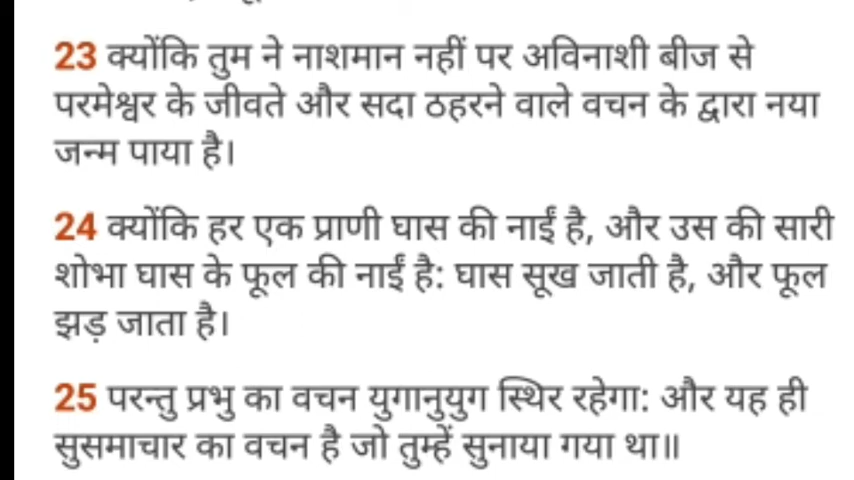 23 क्योंकि तुम ने नाशमान नहीं पर अविनाशी बीज से
परमेश्वर के जीवते और सदा ठहरने वाले वचन के द्वारा नया
जन्म पाया है।
24 क्योंकि हर एक प्राणी घास की नाईं है, और उस की सारी
शोभा घास के फूल की नाईं है: घास सूख जाती है, और फूल
झड़ जाता है।
25 परन्तु प्रभु का वचन युगानुयुग स्थिर रहेगा: और यह ही
सुसमाचार का वचन है जो तुम्हें सुनाया गया था॥